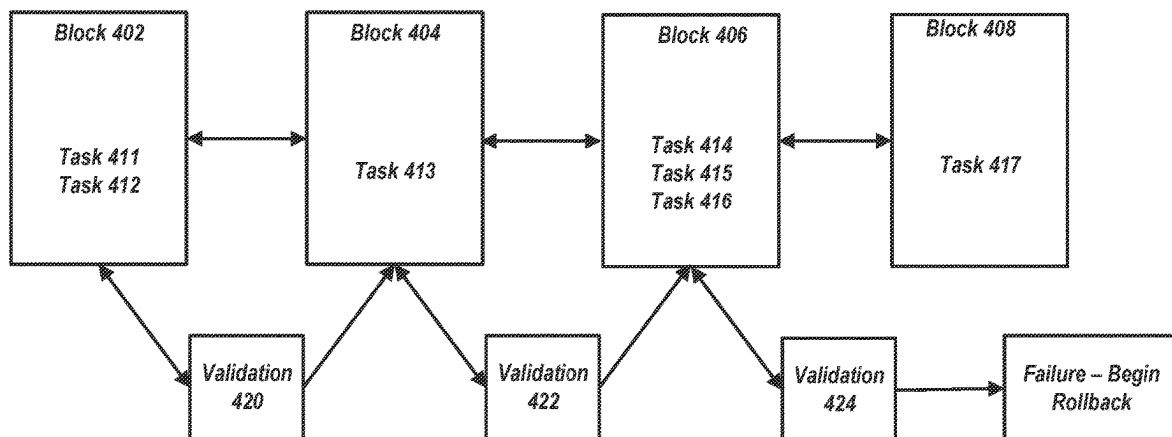 Block 402
Task 411
Task 412
Block 404
Task 413
Block 406
Task 414
Task 415
Task 416
Block 408
Task 417
Validation
420
Validation
422
Validation
424
Failure – Begin
Rollback